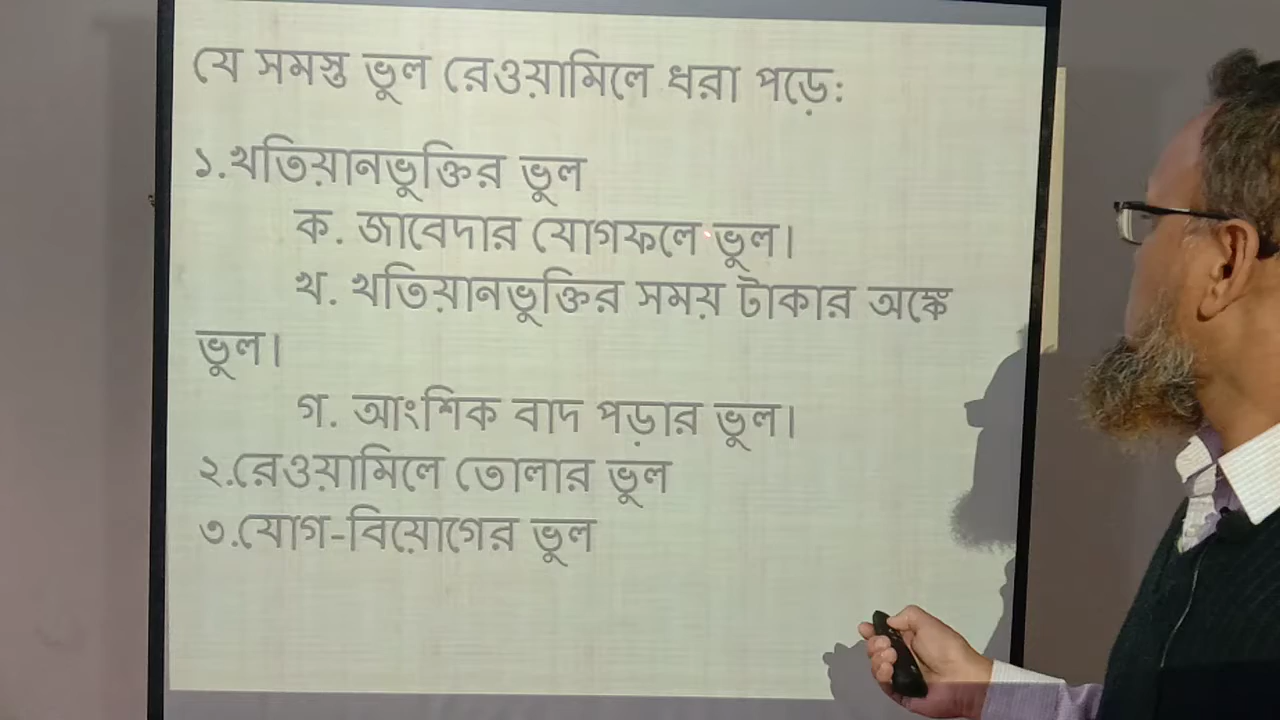 যে সমস্ত ভুল রেওয়ামিলে ধরা পড়ে:
১.খতিয়ানভুক্তির ভুল
ক. জাবেদার যোগফলে ভুল।
খ. খতিয়ানভুক্তির সময় টাকার অঙ্কে
ভুল।
গ. আংশিক বাদ পড়ার ভুল।
২.রেওয়ামিলে তোলার ভুল
৩.যোগ-বিয়োগের ভুল